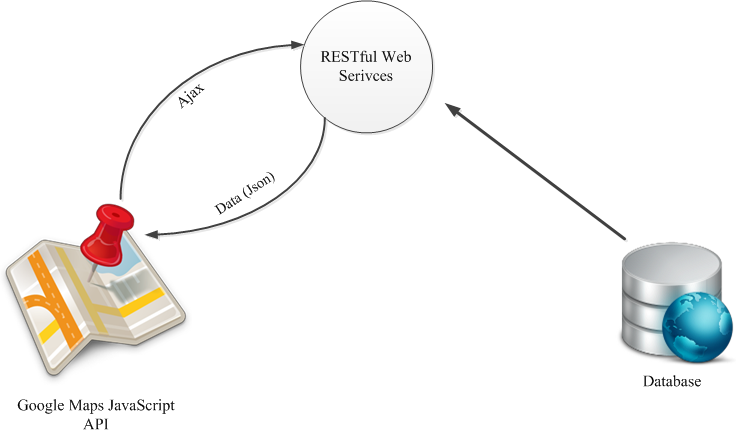 RESTful Web
Serivces
Ajax
Data (Json)
Database
Google Maps JavaScript
API